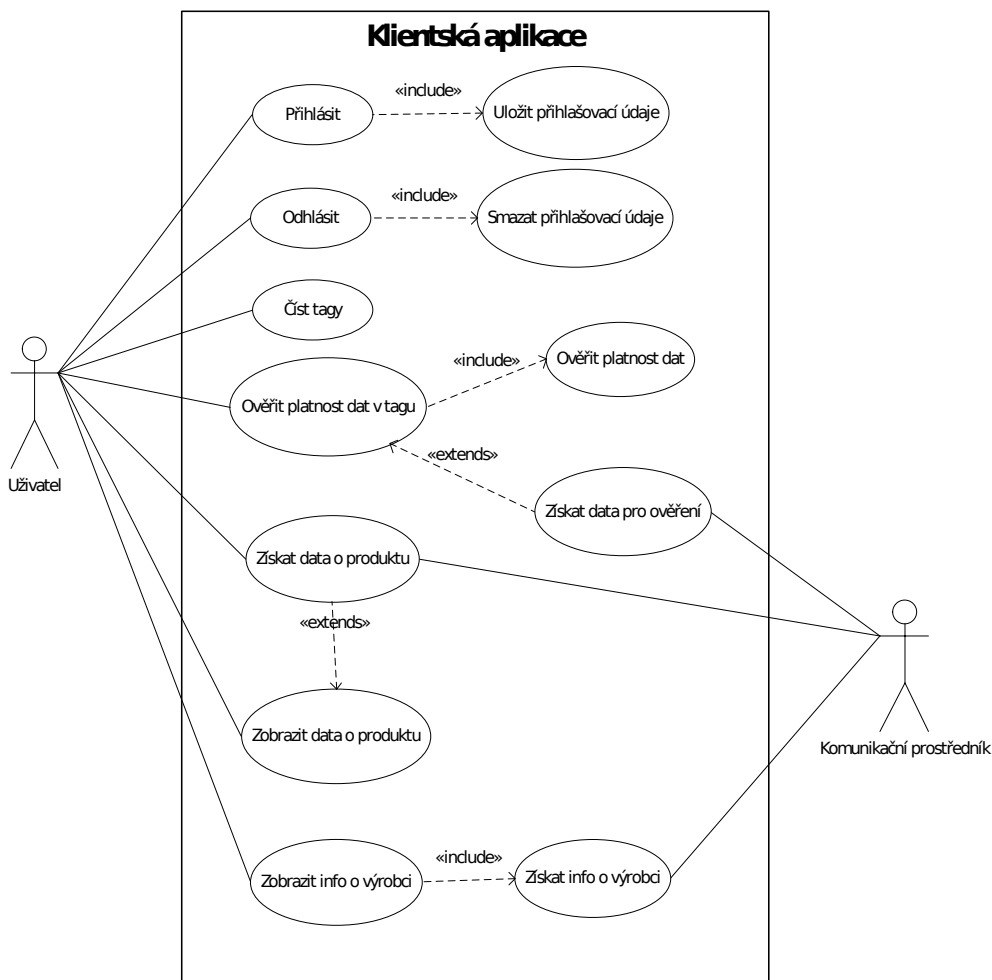 Klientská aplikace
«include»
Přihlásit
Uložit přihlašovací údaje
«include»
Odhlásit
Smazat přihlašovací údaje
Číst tagy
«include»
Ověřit platnost dat
Ověřit platnost dat v tagu
«extends»
Uživatel
Získat data pro ověření
Získat data o produktu
«extends»
Zobrazit data o produktu
Komunikační prostředník
«include»
Zobrazit info o výrobci
Získat info o výrobci